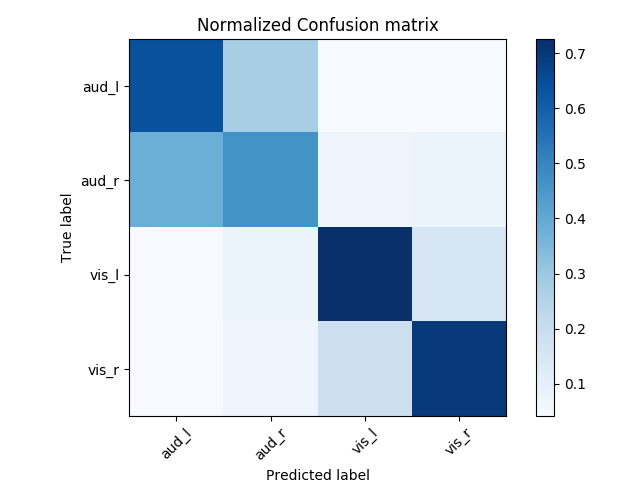 Normalized Confusion matrix
True label
aud_l
aud_r
vis_l
vis_r
aud_l aud_r vis_l vis_r
Predicted label
0.7
0.6
0.5
0.4
0.3
0.2
0.1